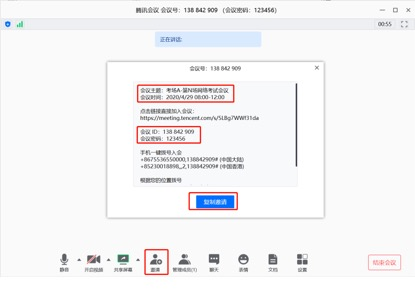 腾讯会议 会议号：138 842 909 （会议密码：123456）
00:55
正在讲话:
会议号：138 842 909
会议主题：考场A-第N场网络考试会议
会议时间：2020/4/29 08:00-12:00
点击链接直接加入会议：
https://meeting.tencent.com/s/5LBg7WWf31da
会议 ID：138 842 909
会议密码：123456
手机一键拨号入会
+8675536550000,,138842909# (中国大陆)
+85230018898,,,2,138842909# (中国香港)
根据您的位置拨号
复制邀请
静音
开启视频
共享屏幕
邀请
管理成员(1)
聊天
表情
文档
设置
结束会议